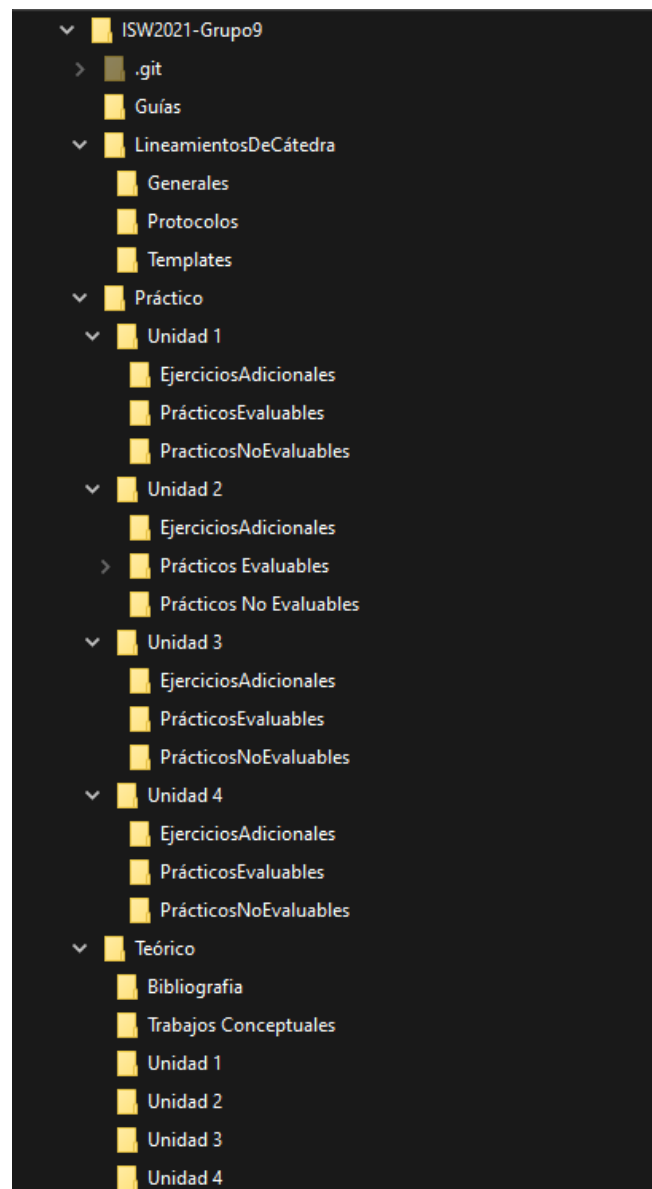 ISW2021-Grupo9
.git
Guías
LineamientosDeCátedra
Generales
Protocolos
Templates
Práctico
Unidad 1
EjerciciosAdicionales
PrácticosEvaluables
PracticosNoEvaluables
Unidad 2
EjerciciosAdicionales
Prácticos Evaluables
Prácticos No Evaluables
Unidad 3
EjerciciosAdicionales
PrácticosEvaluables
PrácticosNoEvaluables
Unidad 4
EjerciciosAdicionales
PrácticosEvaluables
PrácticosNoEvaluables
Teórico
Bibliografia
Trabajos Conceptuales
Unidad 1
Unidad 2
Unidad 3
Unidad 4